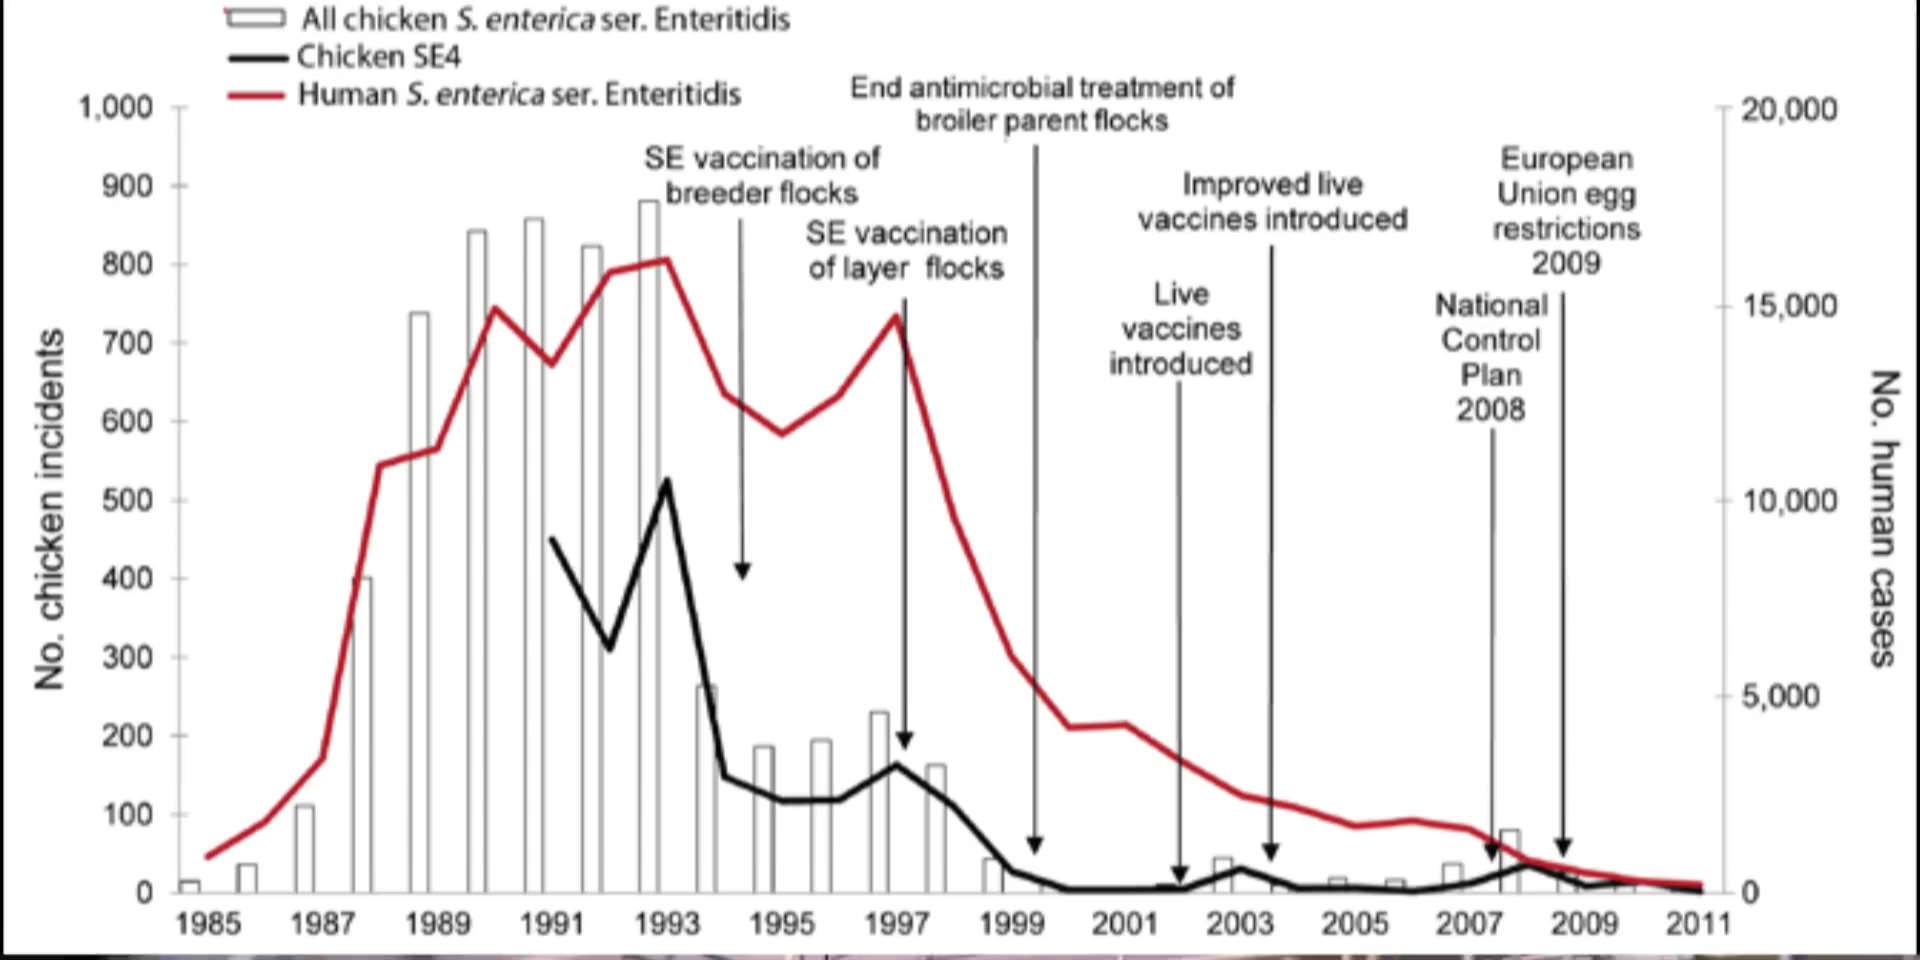 All chicken S. enterica ser. Enteritidis
Chicken SE4
Human S. enterica ser. Enteritidis
End antimicrobial treatment of
broiler parent flocks
SE vaccination of
breeder flocks
SE vaccination
of layer flocks
Improved live
vaccines introduced
Live
vaccines
introduced
European
Union egg
restrictions
2009
National
Control
Plan
2008
No. chicken incidents
1,000
900
800
700
600
500
400
300
200
100
0
20,000
15,000
10,000
5,000
0
No. human cases
1985 1987 1989 1991 1993 1995 1997 1999 2001 2003 2005 2007 2009 2011